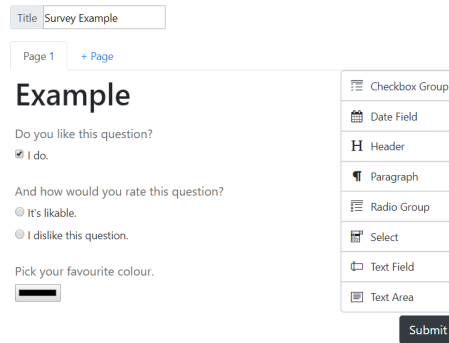 Title Survey Example
Page 1 + Page
Example
Do you like this question?
I do.
And how would you rate this question?
It's likable.
I dislike this question.
Pick your favourite colour.
Checkbox Group
Date Field
Header
Paragraph
Radio Group
Select
Text Field
Text Area
Submit